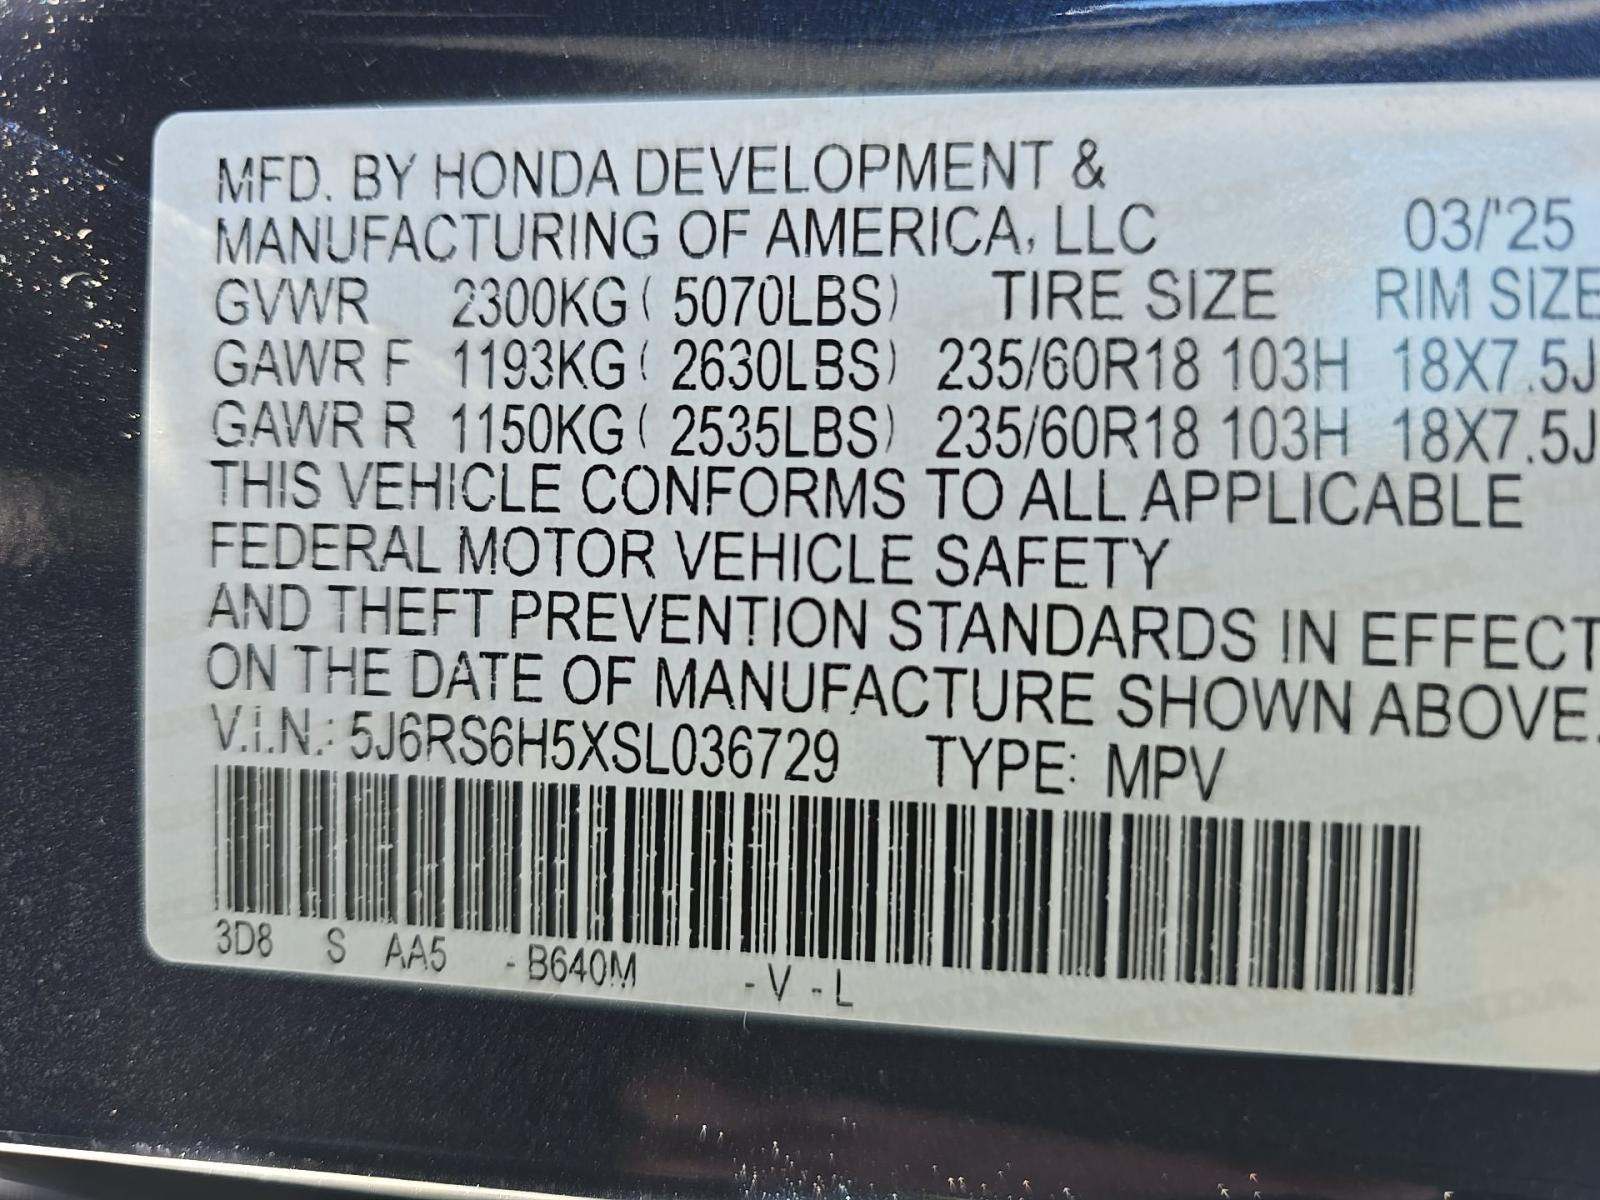 MFD. BY HONDA DEVELOPMENT &
MANUFACTURING OF AMERICA, LLC 03/'25
GVWR 2300KG ( 5070LBS) TIRE SIZE RIM SIZE
GAWR F 1193KG ( 2630LBS) 235/60R18 103H 18X7.5J
GAWR R 1150KG ( 2535LBS) 235/60R18 103H 18X7.5J
THIS VEHICLE CONFORMS TO ALL APPLICABLE
FEDERAL MOTOR VEHICLE SAFETY
AND THEFT PREVENTION STANDARDS IN EFFECT
ON THE DATE OF MANUFACTURE SHOWN ABOVE.
V.I.N.: 5J6RS6H5XSL036729 TYPE: MPV
3D8 S AA5 - B640M - V - L